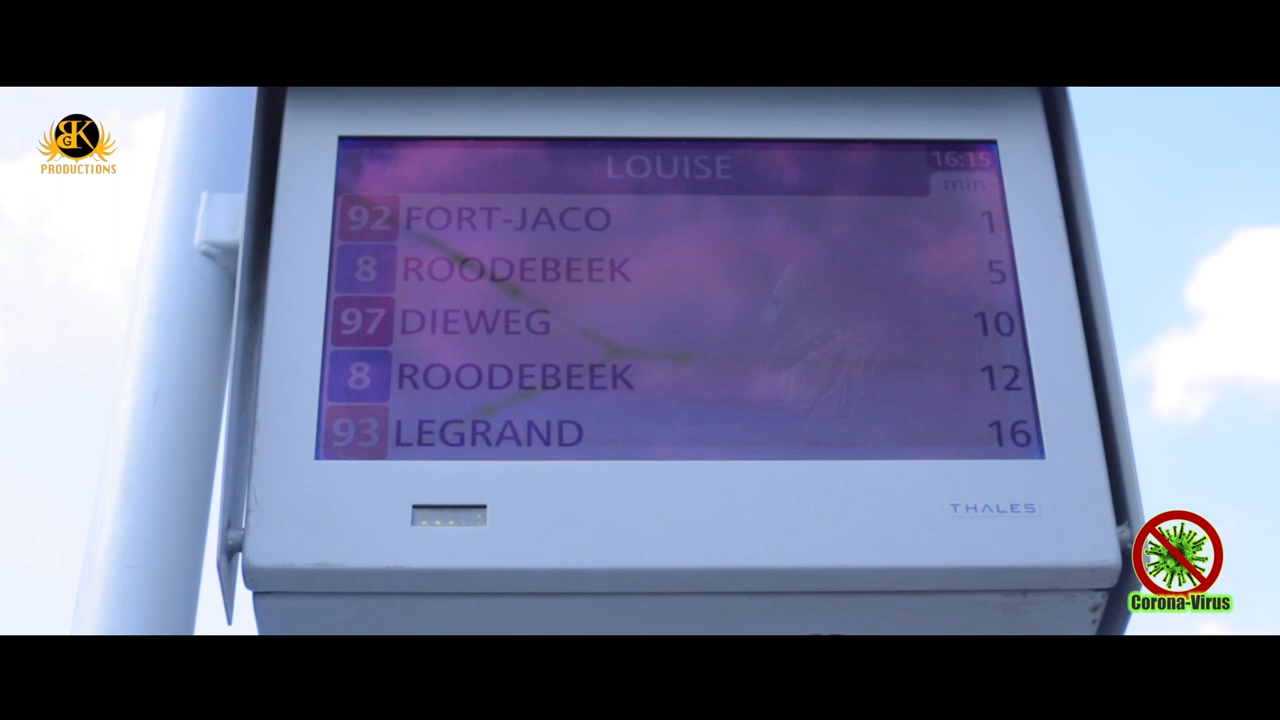 BGK
PRODUCTIONS
LOUISE 16:15
min
92 FORT-JACO 1
8 ROODEBEEK 5
97 DIEWEG 10
8 ROODEBEEK 12
93 LEGRAND 16
THALES
Corona-Virus